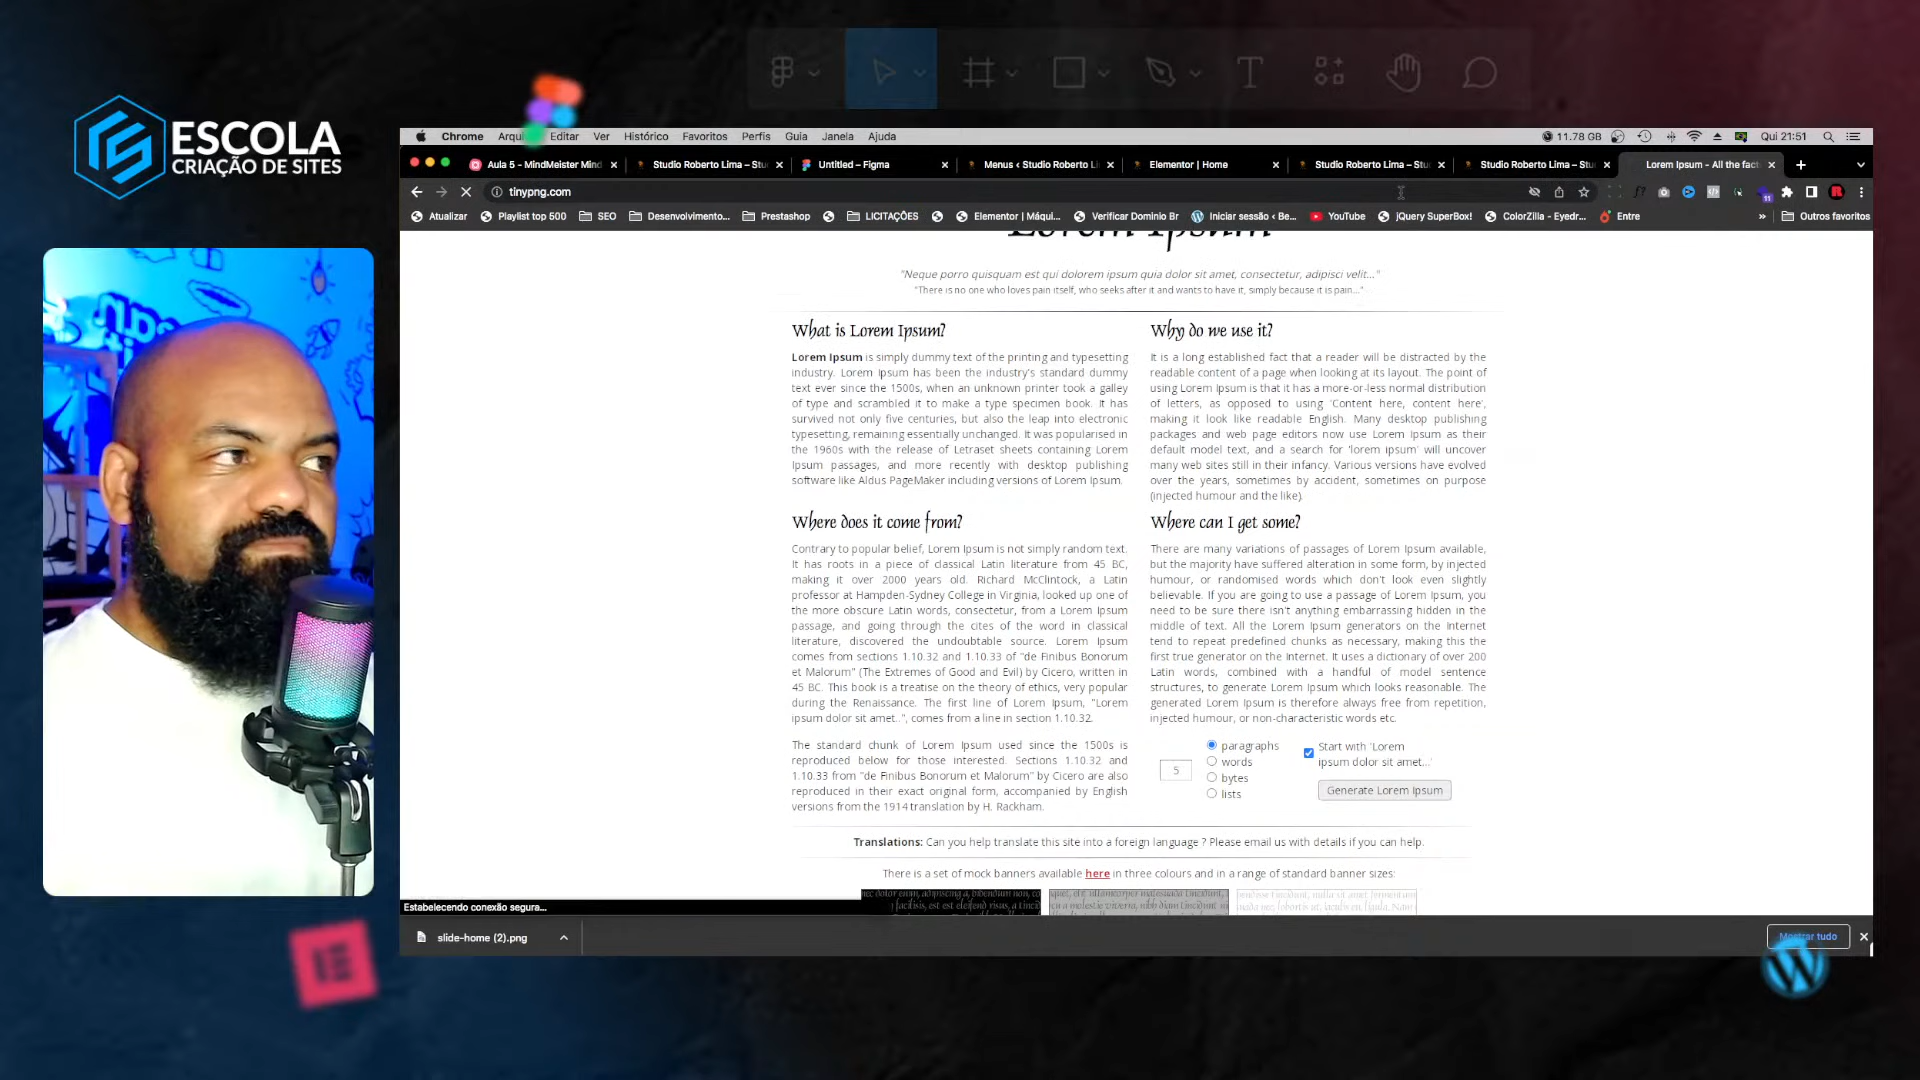 ESCOLA
CRIAÇÃO DE SITES
Chrome Arqui Editar Ver Histórico Favoritos Perfis Guia Janela Ajuda
11.78 GB Qui 21:51
Aula 5 - MindMeister Mind
Studio Roberto Lima – Stu
Untitled – Figma
Menus ‹ Studio Roberto L
Elementor | Home
Studio Roberto Lima – Stu
Studio Roberto Lima – Stu
Lorem Ipsum - All the fact
tinypng.com
11
Atualizar Playlist top 500 SEO Desenvolvimento... Prestashop LICITAÇÕES Elementor | Máqui... Verificar Dominio Br Iniciar sessão ‹ Be... YouTube jQuery SuperBox! ColorZilla - Eyedr... Entre » Outros favoritos
Lorem Ipsum
"Neque porro quisquam est qui dolorem ipsum quia dolor sit amet, consectetur, adipisci velit..."
"There is no one who loves pain itself, who seeks after it and wants to have it, simply because it is pain..."
What is Lorem Ipsum?
Lorem Ipsum is simply dummy text of the printing and typesetting
industry. Lorem Ipsum has been the industry's standard dummy
text ever since the 1500s, when an unknown printer took a galley
of type and scrambled it to make a type specimen book. It has
survived not only five centuries, but also the leap into electronic
typesetting, remaining essentially unchanged. It was popularised in
the 1960s with the release of Letraset sheets containing Lorem
Ipsum passages, and more recently with desktop publishing
software like Aldus PageMaker including versions of Lorem Ipsum.
Why do we use it?
It is a long established fact that a reader will be distracted by the
readable content of a page when looking at its layout. The point of
using Lorem Ipsum is that it has a more-or-less normal distribution
of letters, as opposed to using 'Content here, content here',
making it look like readable English. Many desktop publishing
packages and web page editors now use Lorem Ipsum as their
default model text, and a search for 'lorem ipsum' will uncover
many web sites still in their infancy. Various versions have evolved
over the years, sometimes by accident, sometimes on purpose
(injected humour and the like).
Where does it come from?
Contrary to popular belief, Lorem Ipsum is not simply random text.
It has roots in a piece of classical Latin literature from 45 BC,
making it over 2000 years old. Richard McClintock, a Latin
professor at Hampden-Sydney College in Virginia, looked up one of
the more obscure Latin words, consectetur, from a Lorem Ipsum
passage, and going through the cites of the word in classical
literature, discovered the undoubtable source. Lorem Ipsum
comes from sections 1.10.32 and 1.10.33 of "de Finibus Bonorum
et Malorum" (The Extremes of Good and Evil) by Cicero, written in
45 BC. This book is a treatise on the theory of ethics, very popular
during the Renaissance. The first line of Lorem Ipsum, "Lorem
ipsum dolor sit amet..", comes from a line in section 1.10.32.
The standard chunk of Lorem Ipsum used since the 1500s is
reproduced below for those interested. Sections 1.10.32 and
1.10.33 from "de Finibus Bonorum et Malorum" by Cicero are also
reproduced in their exact original form, accompanied by English
versions from the 1914 translation by H. Rackham.
Where can I get some?
There are many variations of passages of Lorem Ipsum available,
but the majority have suffered alteration in some form, by injected
humour, or randomised words which don't look even slightly
believable. If you are going to use a passage of Lorem Ipsum, you
need to be sure there isn't anything embarrassing hidden in the
middle of text. All the Lorem Ipsum generators on the Internet
tend to repeat predefined chunks as necessary, making this the
first true generator on the Internet. It uses a dictionary of over 200
Latin words, combined with a handful of model sentence
structures, to generate Lorem Ipsum which looks reasonable. The
generated Lorem Ipsum is therefore always free from repetition,
injected humour, or non-characteristic words etc.
5
paragraphs
words
bytes
lists
Start with 'Lorem
ipsum dolor sit amet...'
Generate Lorem Ipsum
Translations: Can you help translate this site into a foreign language ? Please email us with details if you can help.
There is a set of mock banners available here in three colours and in a range of standard banner sizes:
Estabelecendo conexão segura...
slide-home (2).png
Mostrar tudo